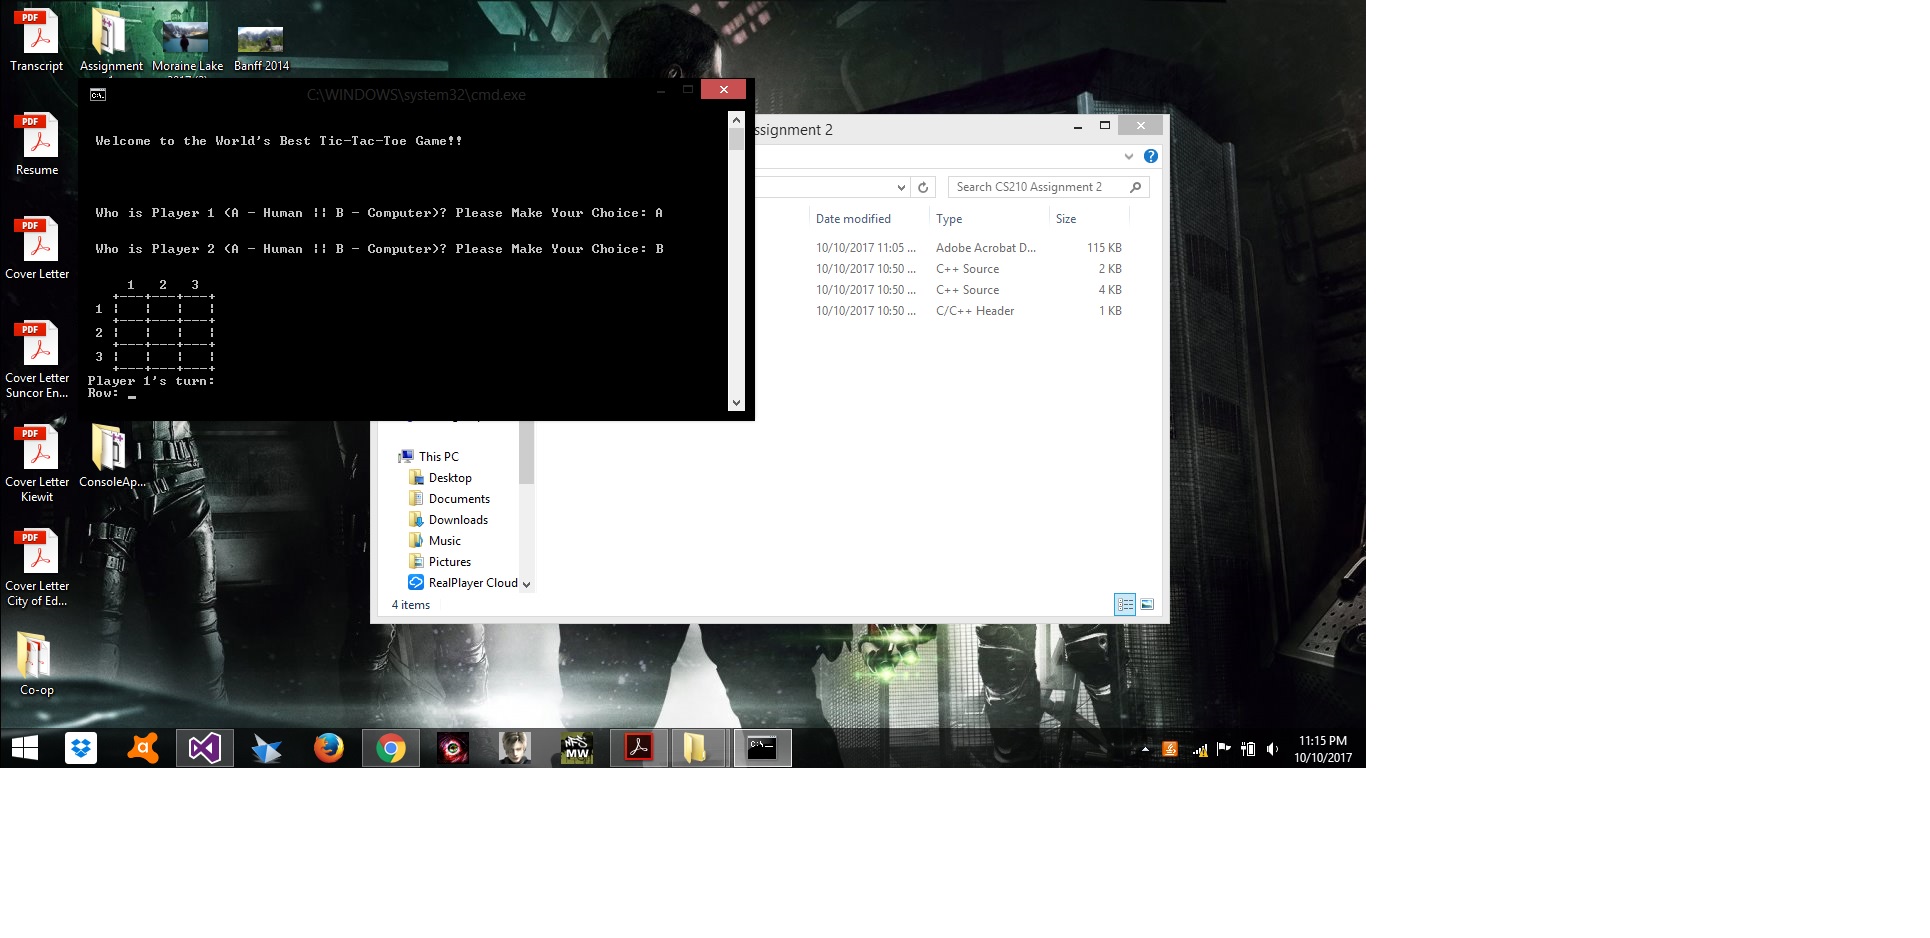 PDF
Transcript
Assignment
Moraine Lake
Banff 2014
PDF
Resume
PDF
Cover Letter
PDF
Cover Letter
Suncor En...
PDF
Cover Letter
Kiewit
ConsoleAp...
PDF
Cover Letter
City of Ed...
Co-op
C:\WINDOWS\system32\cmd.exe
Welcome to the World's Best Tic-Tac-Toe Game!!
Who is Player 1 (A - Human || B - Computer)? Please Make Your Choice: A
Who is Player 2 (A - Human || B - Computer)? Please Make Your Choice: B
1 2 3
+---+---+---+
1 | | | |
+---+---+---+
2 | | | |
+---+---+---+
3 | | | |
+---+---+---+
Player 1's turn:
Row: _
ssignment 2
Search CS210 Assignment 2
Date modified Type Size
10/10/2017 11:05 ... Adobe Acrobat D... 115 KB
10/10/2017 10:50 ... C++ Source 2 KB
10/10/2017 10:50 ... C++ Source 4 KB
10/10/2017 10:50 ... C/C++ Header 1 KB
This PC
Desktop
Documents
Downloads
Music
Pictures
RealPlayer Cloud
4 items
NFS
MW
C:\_
11:15 PM
10/10/2017